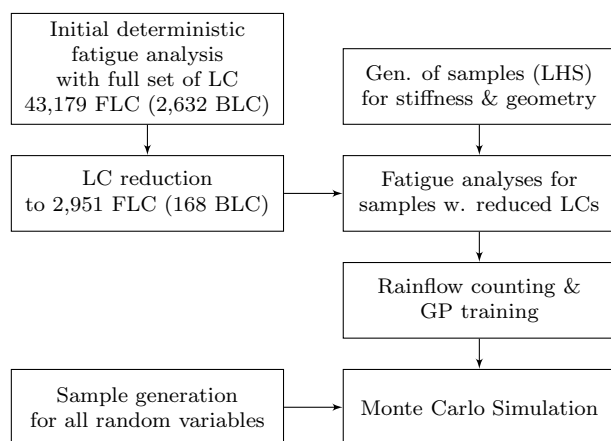 Initial deterministic
fatigue analysis
with full set of LC
43,179 FLC (2,632 BLC)
Gen. of samples (LHS)
for stiffness & geometry
LC reduction
to 2,951 FLC (168 BLC)
Fatigue analyses for
samples w. reduced LCs
Rainflow counting &
GP training
Sample generation
for all random variables
Monte Carlo Simulation